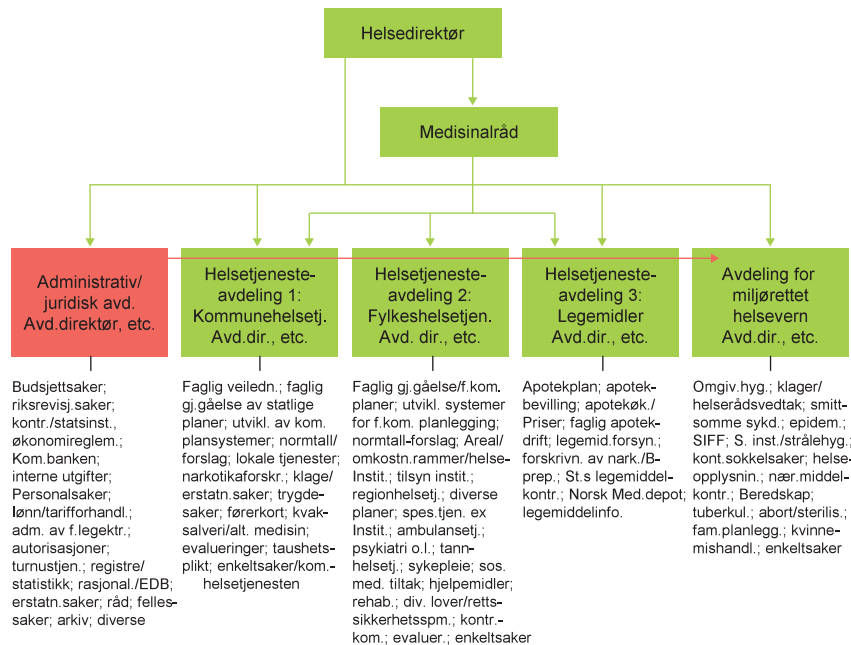 Helsedirektør
Medisinalråd
Administrativ/
juridisk avd.
Avd.direktør, etc.
Helsetjeneste-
avdeling 1:
Kommunehelsetj.
Avd.dir., etc.
Helsetjeneste-
avdeling 2:
Fylkeshelsetjen.
Avd. dir., etc.
Helsetjeneste-
avdeling 3:
Legemidler
Avd.dir., etc.
Avdeling for
miljørettet
helsevern
Avd.dir., etc.
Budsjettsaker;
riksrevisj.saker;
kontr./statsinst.,
økonomireglem.;
Kom.banken;
interne utgifter;
Personalsaker;
lønn/tarifforhandl.;
adm. av f.legektr.;
autorisasjoner;
turnustjen.; registre/
statistikk; rasjonal./EDB;
erstatn.saker; råd; felles-
saker; arkiv; diverse
Faglig veiledn.; faglig
gj.gåelse av statlige
planer; utvikl. av kom.
plansystemer; normtall/
forslag; lokale tjenester;
narkotikaforskr.; klage/
erstatn.saker; trygde-
saker; førerkort; kvak-
salveri/alt. medisin;
evalueringer; taushets-
plikt; enkeltsaker/kom.-
helsetjenesten
Faglig gj.gåelse/f.kom.
planer; utvikl. systemer
for f.kom. planlegging;
normtall-forslag; Areal/
omkostn.rammer/helse-
Instit.; tilsyn instit.;
regionhelsetj.; diverse
planer; spes.tjen. ex
Instit.; ambulansetj.;
psykiatri o.l.; tann-
helsetj.; sykepleie; sos.
med. tiltak; hjelpemidler;
rehab.; div. lover/retts-
sikkerhetsspm.; kontr.-
kom.; evaluer.; enkeltsaker
Apotekplan; apotek-
bevilling; apotekøk./
Priser; faglig apotek-
drift; legemid.forsyn.;
forskrivn. av nark./B-
prep.; St.s legemiddel-
kontr.; Norsk Med.depot;
legemiddelinfo.
Omgiv.hyg.; klager/
helserådsvedtak; smitt-
somme sykd.; epidem.;
SIFF; S. inst./strålehyg.;
kont.sokkelsaker; helse-
opplysnin.; nær.middel-
kontr.; Beredskap;
tuberkul.; abort/sterilis.;
fam.planlegg.; kvinne-
mishandl.; enkeltsaker